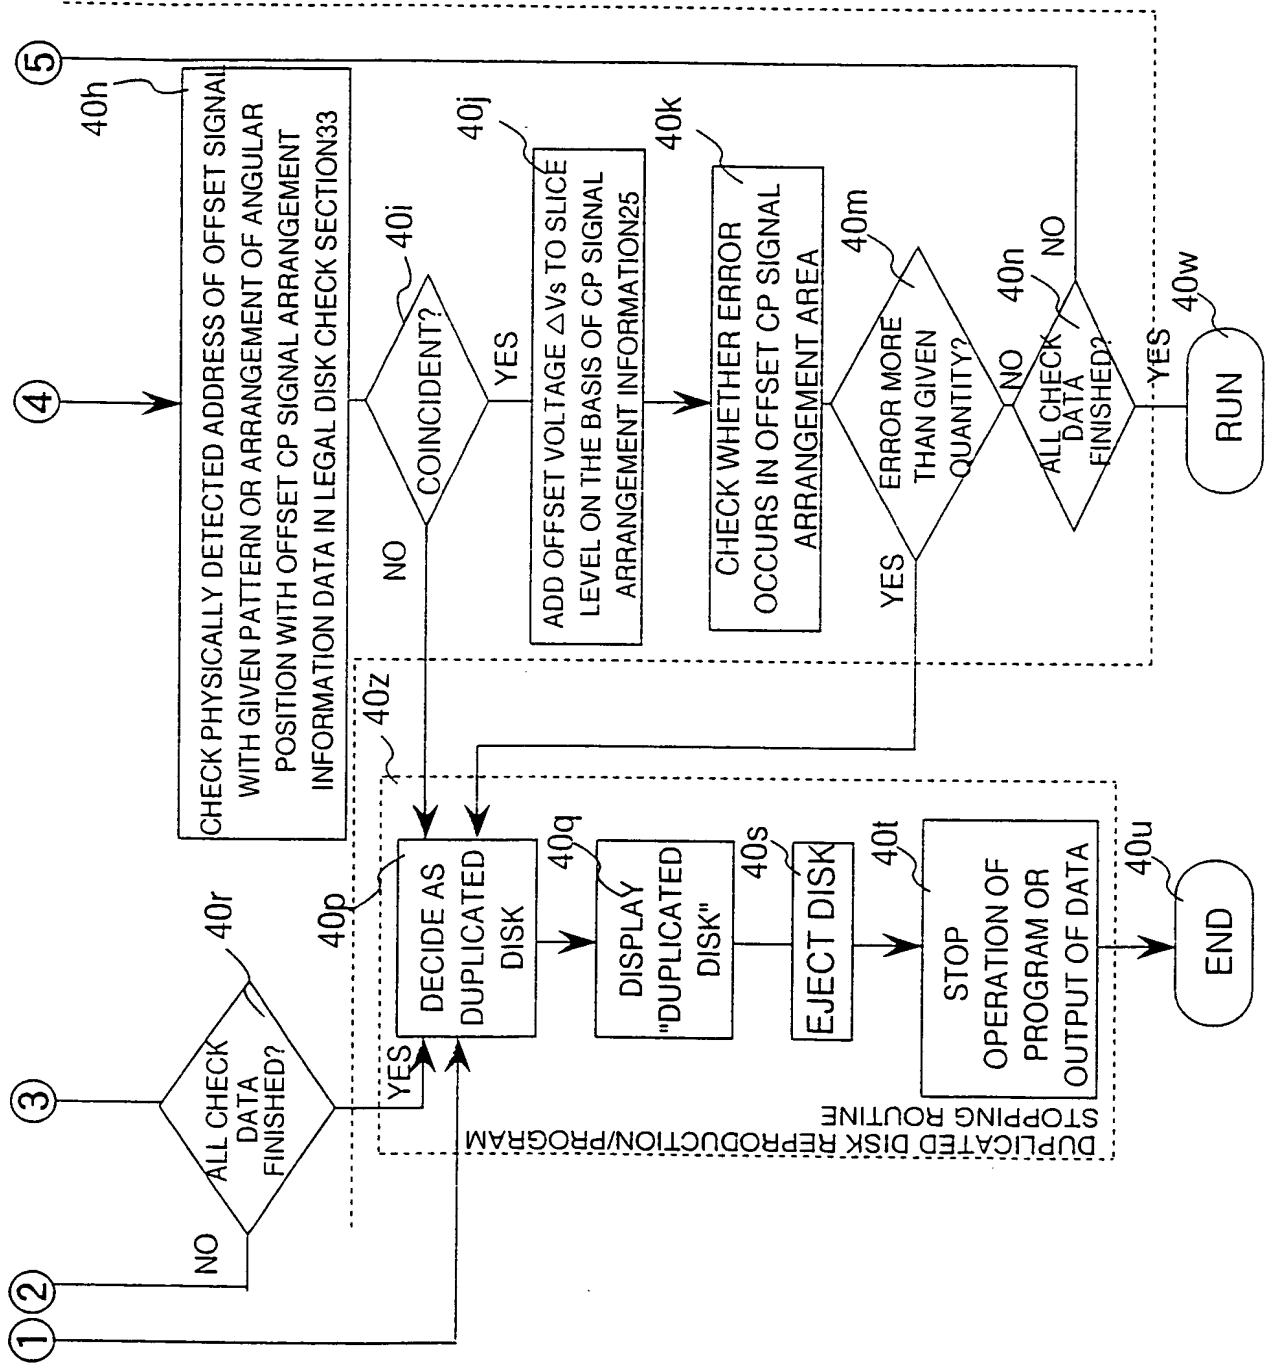 ①
②
③
④
⑤
NO
ALL CHECK
DATA
FINISHED?
40r
YES
40h
CHECK PHYSICALLY DETECTED ADDRESS OF OFFSET SIGNAL
WITH GIVEN PATTERN OR ARRANGEMENT OF ANGULAR
POSITION WITH OFFSET CP SIGNAL ARRANGEMENT
INFORMATION DATA IN LEGAL DISK CHECK SECTION33
40i
COINCIDENT?
NO
YES
40j
ADD OFFSET VOLTAGE △Vs TO SLICE
LEVEL ON THE BASIS OF CP SIGNAL
ARRANGEMENT INFORMATION25
40k
CHECK WHETHER ERROR
OCCURS IN OFFSET CP SIGNAL
ARRANGEMENT AREA
40m
ERROR MORE
THAN GIVEN
QUANTITY?
YES
NO
40n
ALL CHECK
DATA
FINISHED?
NO
YES
40w
RUN
40z
40p
DECIDE AS
DUPLICATED
DISK
40q
DISPLAY
"DUPLICATED
DISK"
40s
EJECT DISK
40t
STOP
OPERATION OF
PROGRAM OR
OUTPUT OF DATA
40u
END
DUPLICATED DISK REPRODUCTION/PROGRAM
STOPPING ROUTINE